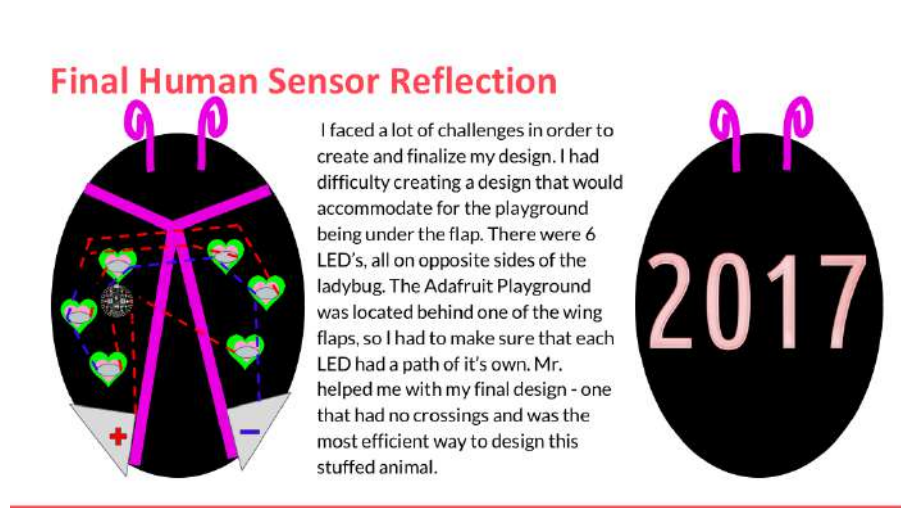 Final Human Sensor Reflection
I faced a lot of challenges in order to
create and finalize my design. I had
difficulty creating a design that would
accommodate for the playground
being under the flap. There were 6
LED's, all on opposite sides of the
ladybug. The Adafruit Playground
was located behind one of the wing
flaps, so I had to make sure that each
LED had a path of it's own. Mr.
helped me with my final design - one
that had no crossings and was the
most efficient way to design this
stuffed animal.
+
-
2017